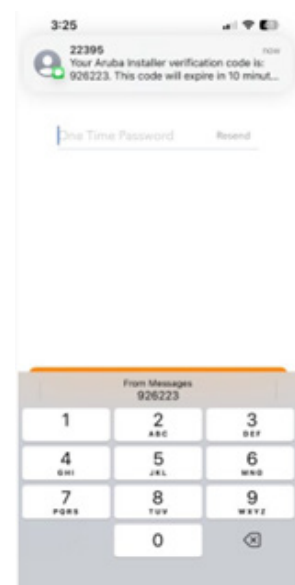 3:25
22395
now
Your Aruba Installer verification code is:
926223. This code will expire in 10 minut...
One Time Password
Resend
From Messages
926223
1
2
ABC
3
DEF
4
GHI
5
JKL
6
MNO
7
PQRS
8
TUV
9
WXYZ
0